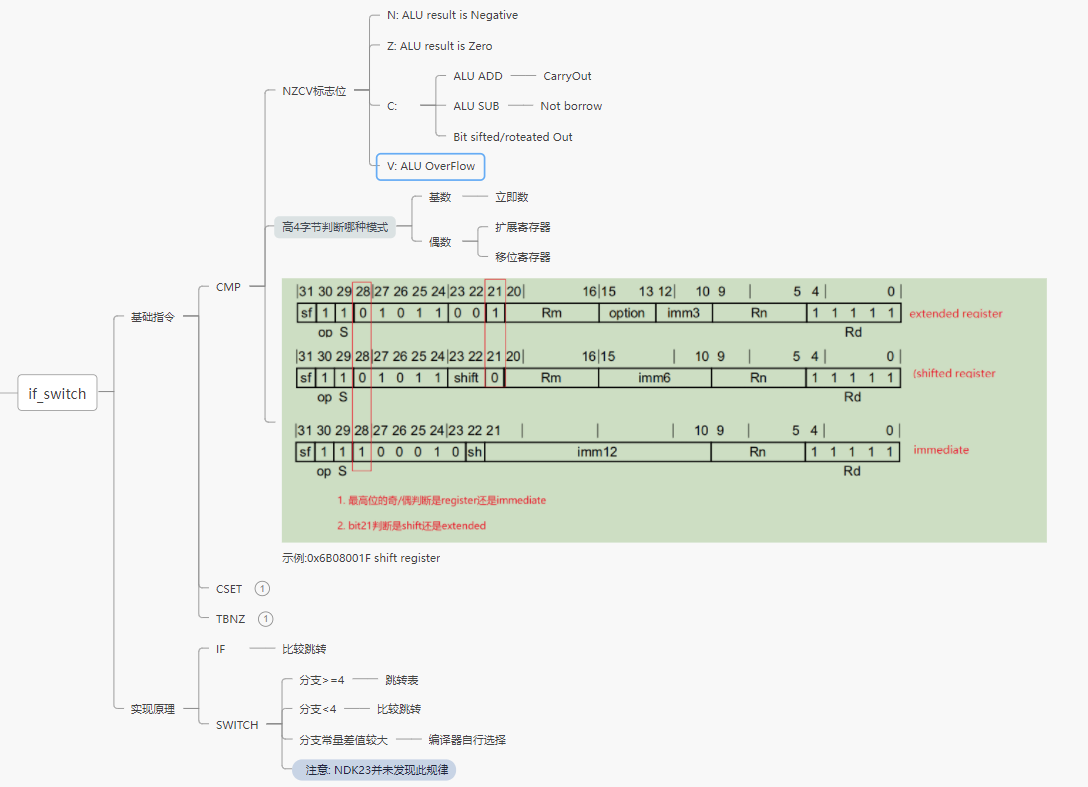 N: ALU result is Negative
Z: ALU result is Zero
NZCV标志位
C:
ALU ADD
CarryOut
ALU SUB
Not borrow
Bit sifted/roteated Out
V: ALU OverFlow
高4字节判断哪种模式
基数
立即数
偶数
扩展寄存器
移位寄存器
CMP
|31 30 29 28|27 26 25 24|23 22 21 20| 16|15 13 12| 10 9 | 5 4 | 0|
sf 1 1 0 1 0 1 1 0 0 1 Rm option imm3 Rn 1 1 1 1 1 extended register
op S Rd
|31 30 29 28|27 26 25 24|23 22 21 20| 16|15 | 10 9 | 5 4 | 0|
sf 1 1 0 1 0 1 1 shift 0 Rm imm6 Rn 1 1 1 1 1 (shifted register
op S Rd
|31 30 29 28|27 26 25 24|23 22 21 | | | 10 9 | 5 4 | 0|
sf 1 1 1 0 0 0 1 0 sh imm12 Rn 1 1 1 1 1 immediate
op S Rd
1. 最高位的奇/偶判断是register还是immediate
2. bit21判断是shift还是extended
示例:0x6B08001F shift register
基础指令
if_switch
CSET 1
TBNZ 1
IF
比较跳转
实现原理
SWITCH
分支>=4
跳转表
分支<4
比较跳转
分支常量差值较大
编译器自行选择
注意: NDK23并未发现此规律